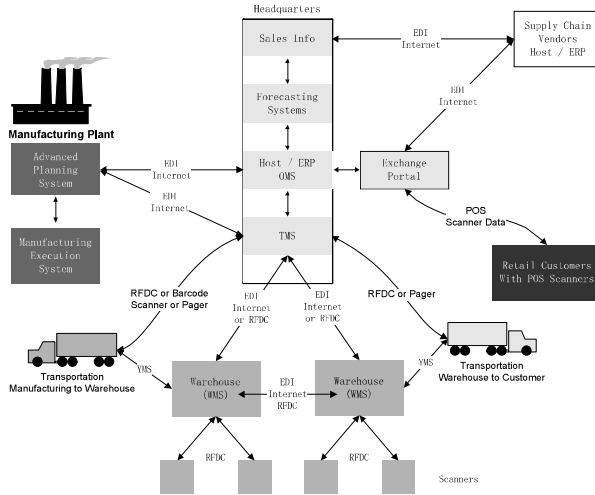 Headquarters
Sales Info
EDI
Internet
Supply Chain
Vendors
Host / ERP
Forecasting
Systems
EDI
Internet
Manufacturing Plant
Advanced
Planning
System
EDI
Internet
Host / ERP
OMS
Exchange
Portal
EDI
Internet
POS
Scanner Data
TMS
Manufacturing
Execution
System
Retail Customers
With POS Scanners
RFDC or Barcode
Scanner or Pager
EDI
Internet
or RFDC
EDI
Internet
or RFDC
RFDC or Pager
Transportation
Manufacturing to Warehouse
YMS
YMS
Transportation
Warehouse to Customer
Warchouse
(WMS)
EDI
Internet
RFDC
Warehouse
(WMS)
RFDC
RFDC
Scanners